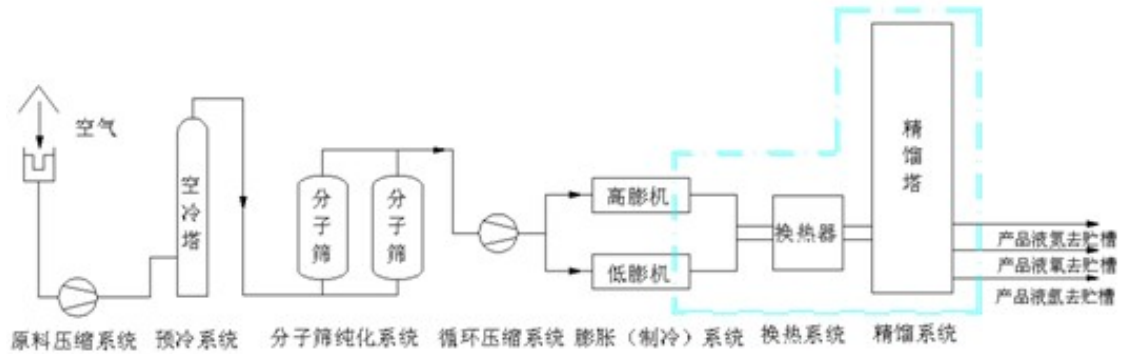 空气
空冷塔
分子筛
分子筛
高膨机
低膨机
换热器
精馏塔
产品液氮去贮槽
产品液氧去贮槽
产品液氩去贮槽
原料压缩系统
预冷系统
分子筛纯化系统
循环压缩系统
膨胀（制冷）系统
换热系统
精馏系统